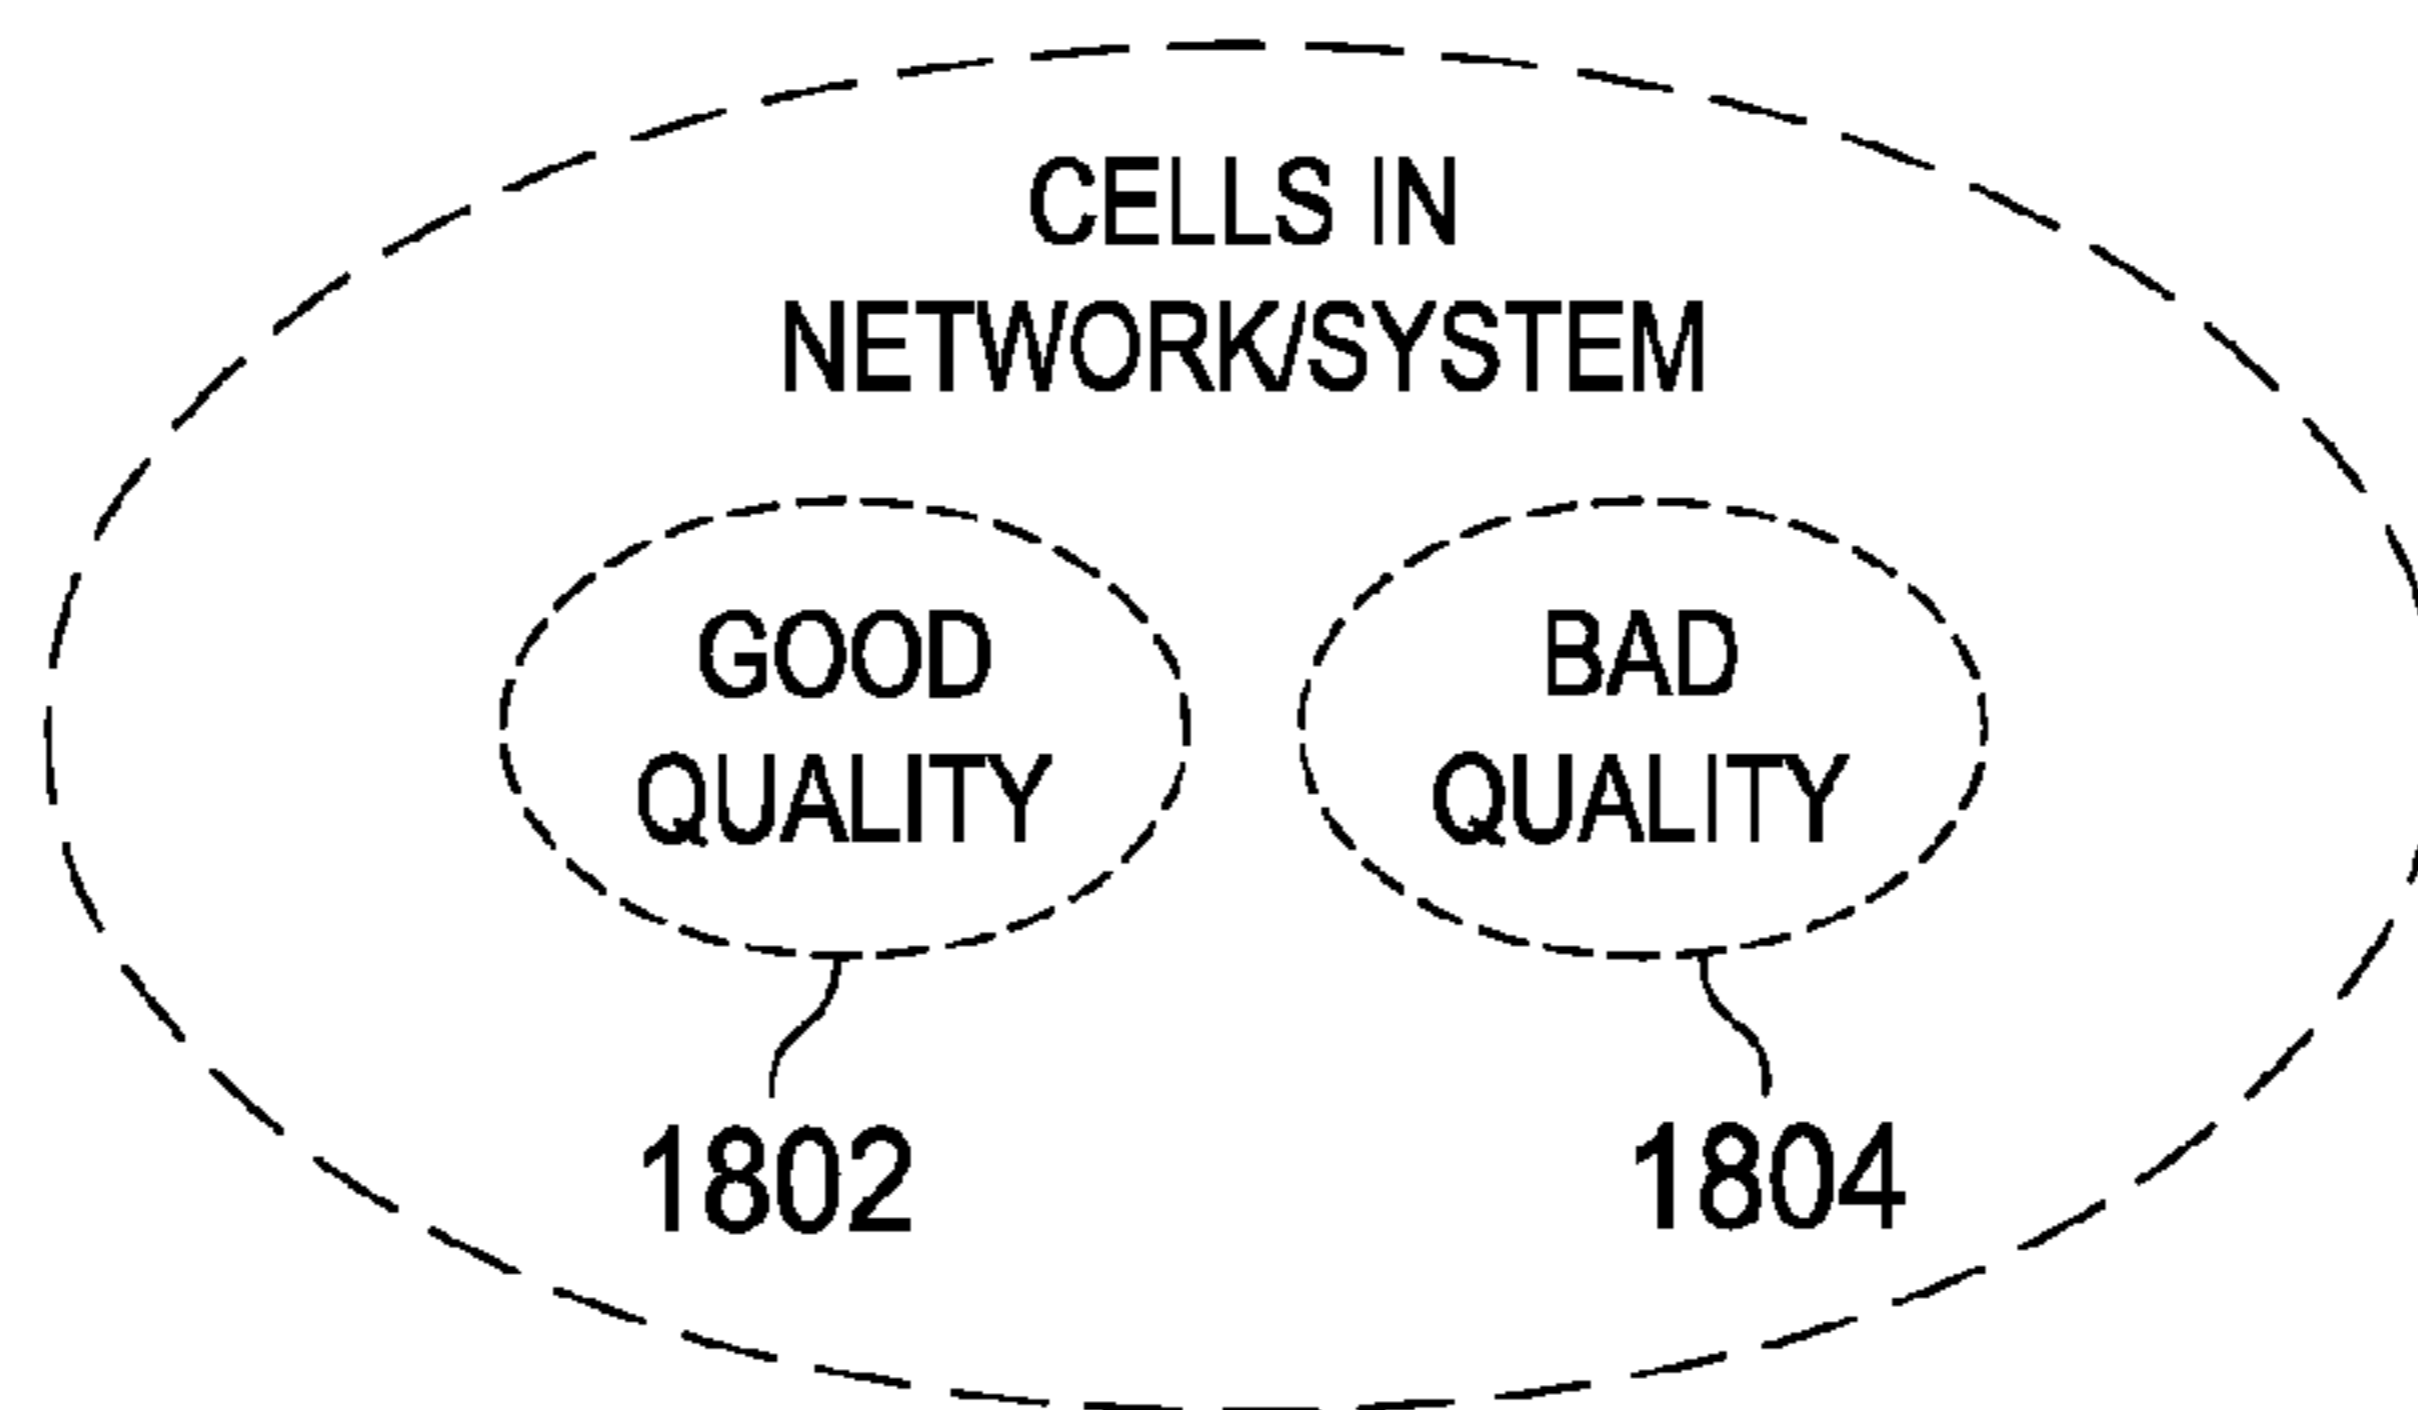 CELLS IN
NETWORK/SYSTEM
GOOD
QUALITY
BAD
QUALITY
1802
1804